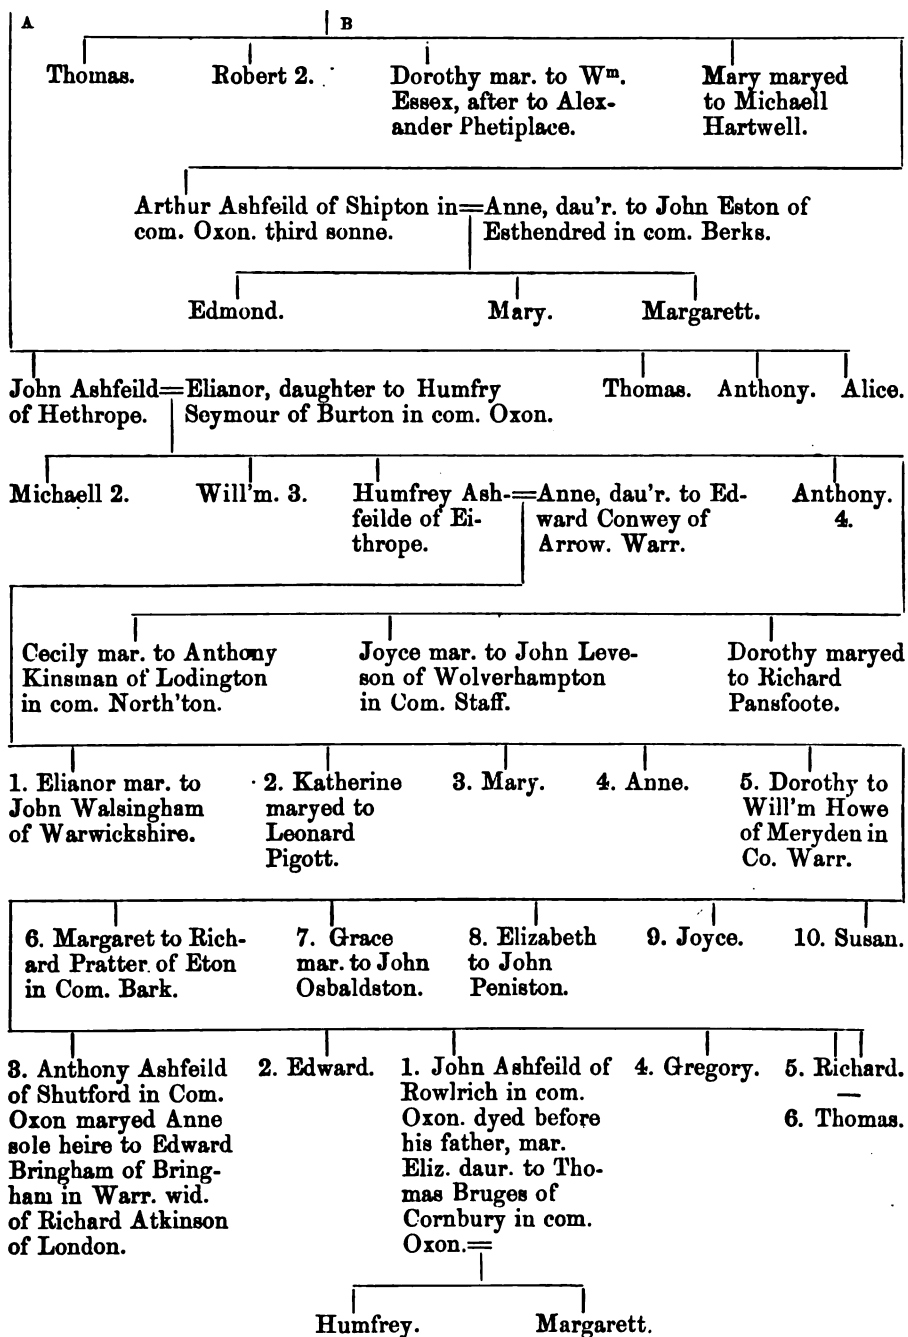 A B
Thomas. Robert 2. Dorothy mar. to Wm. Mary maryed
Essex, after to Alex- to Michaell
ander Phetiplace. Hartwell.
Arthur Ashfeild of Shipton in=Anne, dau'r. to John Eston of
com. Oxon. third sonne. Esthendred in com. Berks.
Edmond. Mary. Margarett.
John Ashfeild=Elianor, daughter to Humfry Thomas. Anthony. Alice.
of Hethrope. Seymour of Burton in com. Oxon.
Michaell 2. Will'm. 3. Humfrey Ash-=Anne, dau'r. to Ed- Anthony.
feilde of Ei- ward Conwey of 4.
thrope. Arrow. Warr.
Cecily mar. to Anthony Joyce mar. to John Leve- Dorothy maryed
Kinsman of Lodington son of Wolverhampton to Richard
in com. North'ton. in Com. Staff. Pansfoote.
1. Elianor mar. to 2. Katherine 3. Mary. 4. Anne. 5. Dorothy to
John Walsingham maryed to Will'm Howe
of Warwickshire. Leonard of Meryden in
Pigott. Co. Warr.
6. Margaret to Rich- 7. Grace 8. Elizabeth 9. Joyce. 10. Susan.
ard Pratter of Eton mar. to John to John
in Com. Bark. Osbaldston. Peniston.
3. Anthony Ashfeild 2. Edward. 1. John Ashfeild of 4. Gregory. 5. Richard.
of Shutford in Com. Rowlrich in com. —
Oxon maryed Anne Oxon. dyed before 6. Thomas.
sole heire to Edward his father, mar.
Bringham of Bring- Eliz. daur. to Tho-
ham in Warr. wid. mas Bruges of
of Richard Atkinson Cornbury in com.
of London. Oxon.=
Humfrey. Margarett.